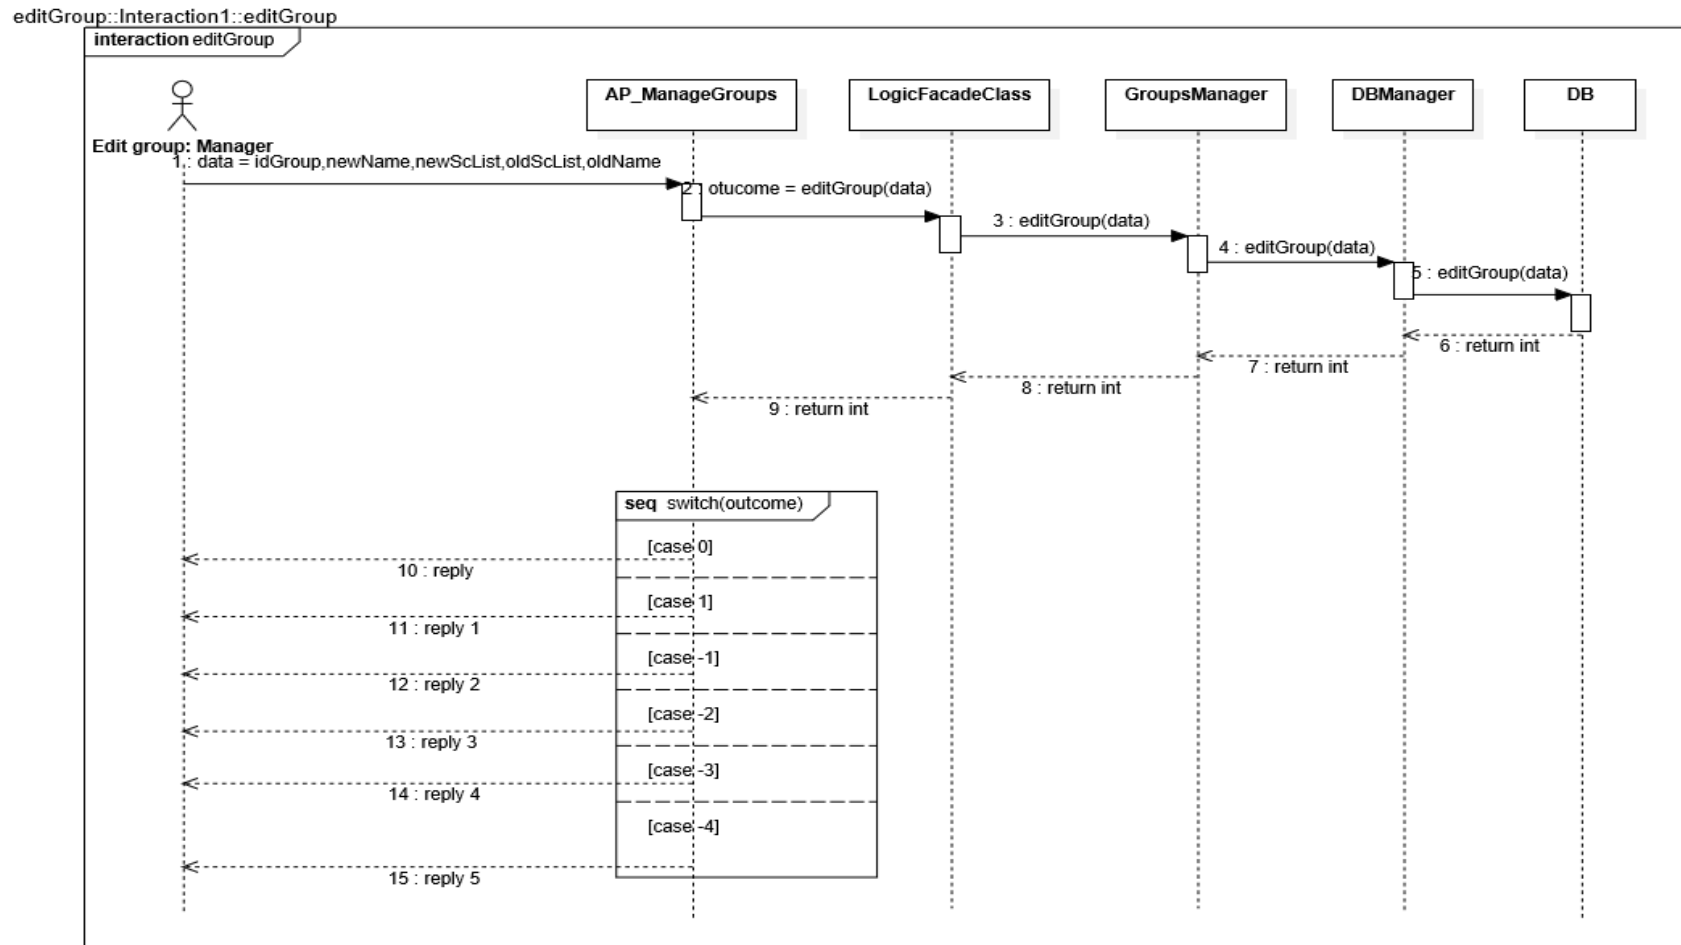 editGroup::Interaction1::editGroup
interaction editGroup
AP_ManageGroups
LogicFacadeClass
GroupsManager
DBManager
DB
Edit group: Manager
1 : data = idGroup,newName,newScList,oldScList,oldName
2 : otucome = editGroup(data)
3 : editGroup(data)
4 : editGroup(data)
5 : editGroup(data)
6 : return int
7 : return int
8 : return int
9 : return int
seq switch(outcome)
[case 0]
10 : reply
[case 1]
11 : reply 1
[case -1]
12 : reply 2
[case -2]
13 : reply 3
[case -3]
14 : reply 4
[case -4]
15 : reply 5